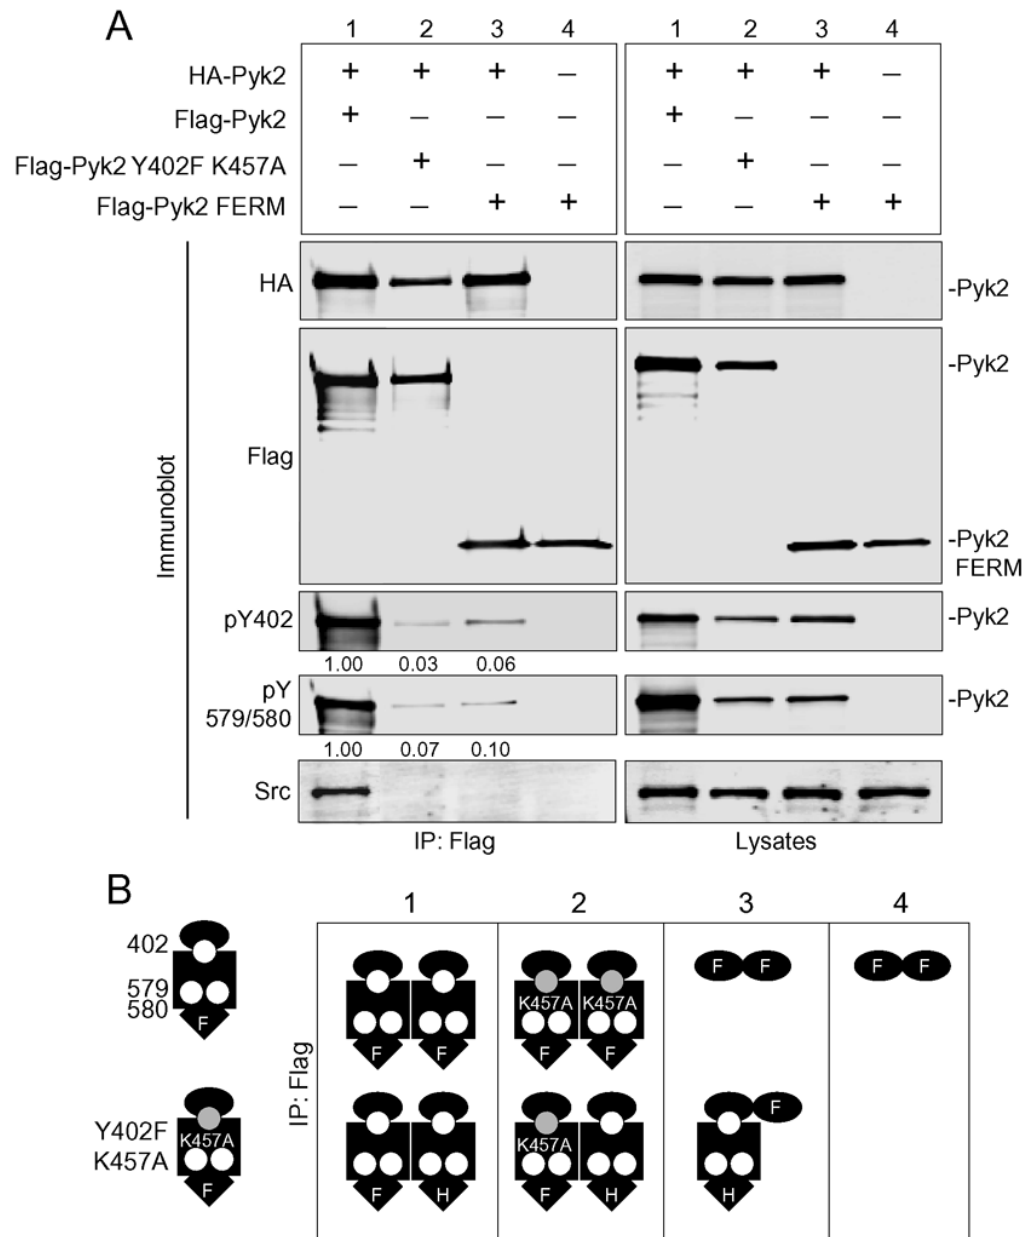 A
1 2 3 4 1 2 3 4
HA-Pyk2 + + + – + + + –
Flag-Pyk2 + – – – + – – –
Flag-Pyk2 Y402F K457A – + – – – + – –
Flag-Pyk2 FERM – – + + – – + +
Immunoblot
HA -Pyk2
Flag -Pyk2
-Pyk2
FERM
pY402 -Pyk2
1.00 0.03 0.06
pY
579/580 -Pyk2
1.00 0.07 0.10
Src
IP: Flag Lysates
B
1 2 3 4
IP: Flag
402
579
580
F
F F
K457A K457A
F F
F F
F F
Y402F
K457A
K457A
F
F H
K457A
F H
F
H